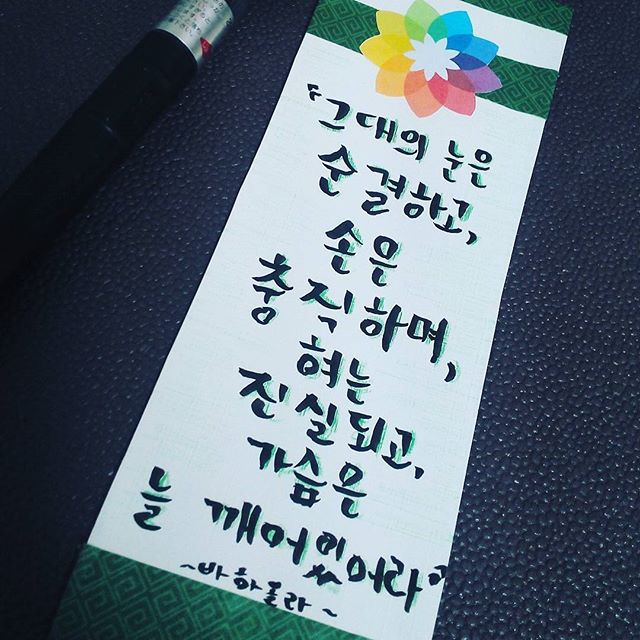 "그대의 눈은
순결하고,
손은
충직하며,
혀는
진실되고,
가슴은
늘 깨어있어라"
~바하올라~